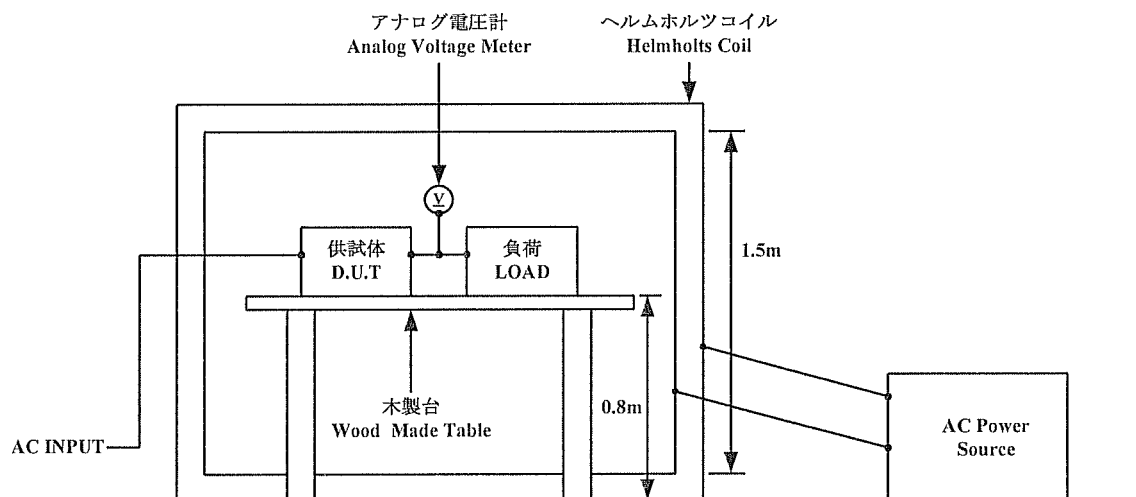 アナログ電圧計
Analog Voltage Meter
ヘルムホルツコイル
Helmholts Coil
V
供試体
D.U.T
負荷
LOAD
1.5m
木製台
Wood Made Table
0.8m
AC INPUT
AC Power
Source